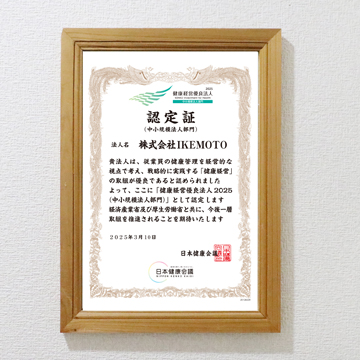 2025
健康経営優良法人
認定証
(中小規模法人部門)
法人名 株式会社IKEMOTO
貴法人は、従業員の健康管理を経営的な
視点で考え、戦略的に実践する「健康経営」
の取組が優良であると認められました
よって、ここに「健康経営優良法人2025
(中小規模法人部門)」として認定します
経済産業省及び厚生労働省と共に、今後一層
取組を推進されることを期待いたします
2025年3月10日
日本健康会議
日本健康会議
NIPPON KENKO KAIGI